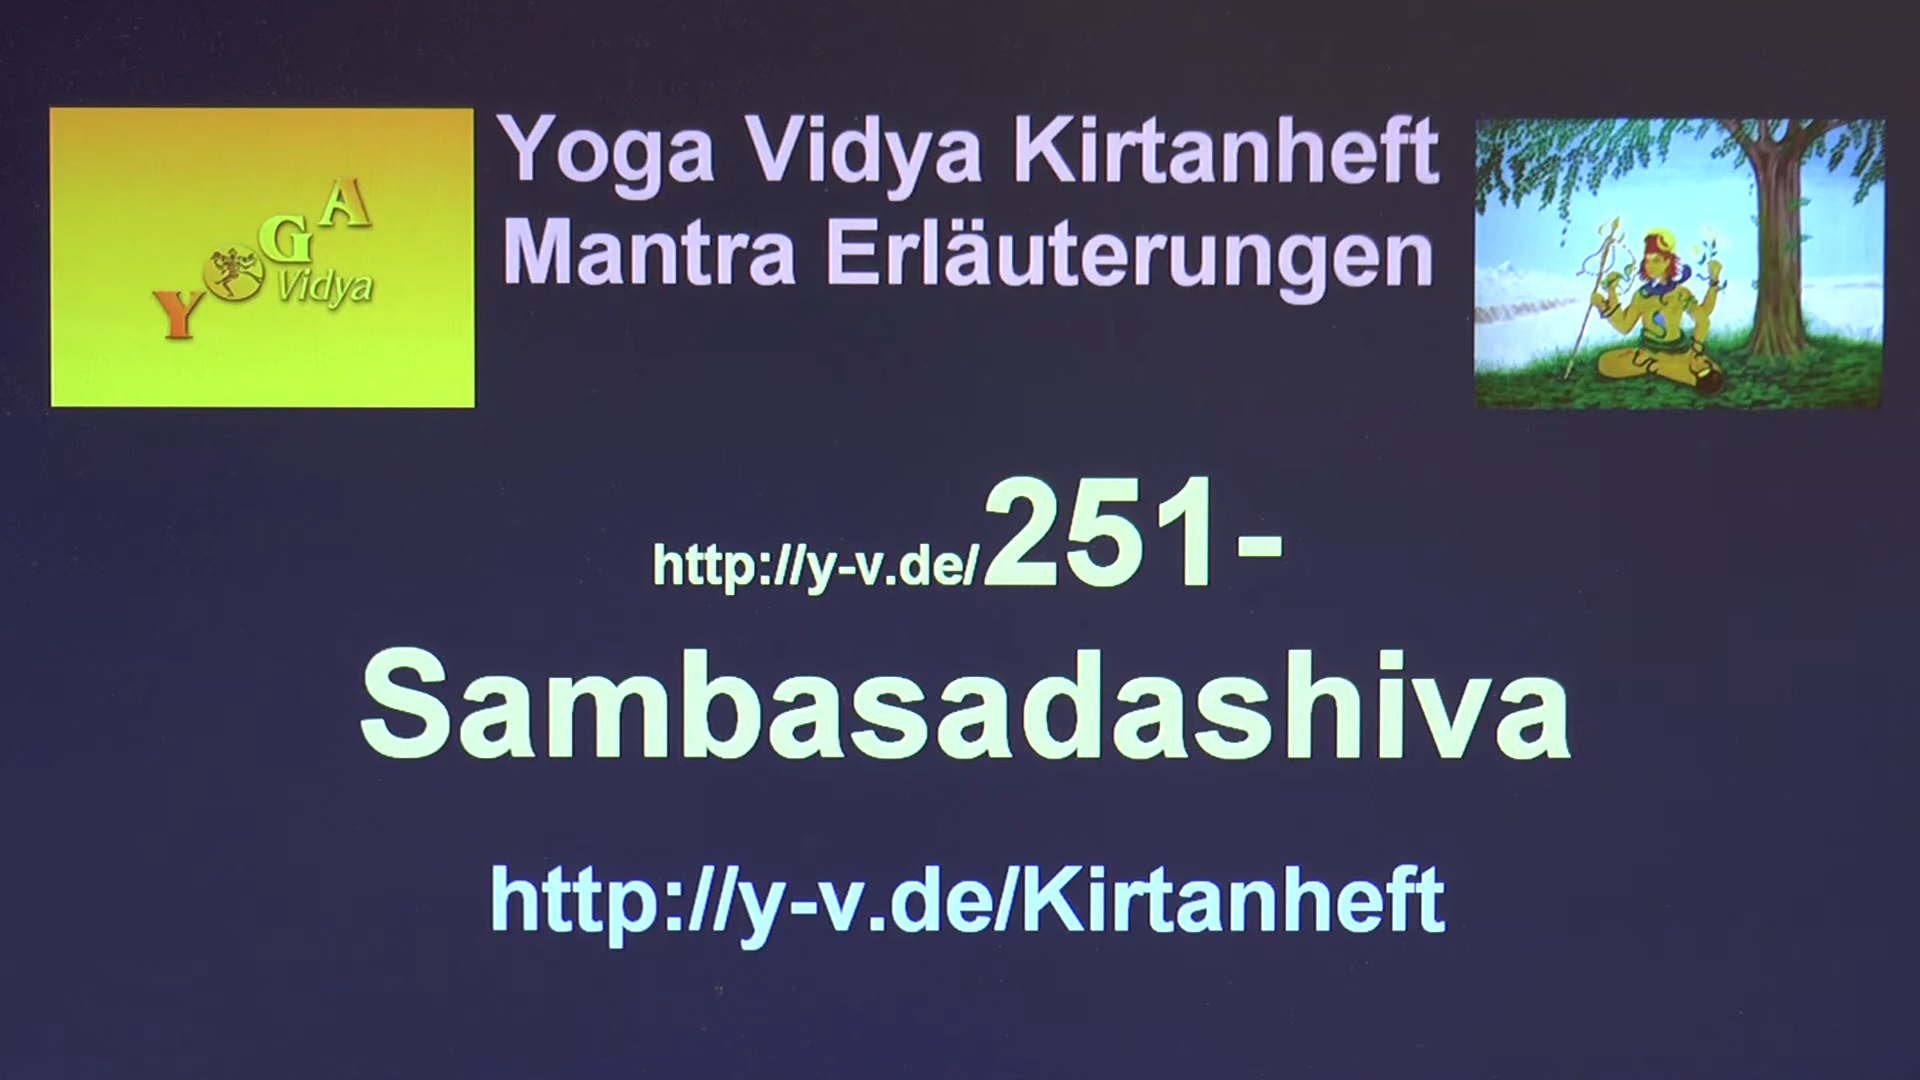 YOGA
Vidya
Yoga Vidya Kirtanheft
Mantra Erläuterungen
http://y-v.de/251-
Sambasadashiva
http://y-v.de/Kirtanheft